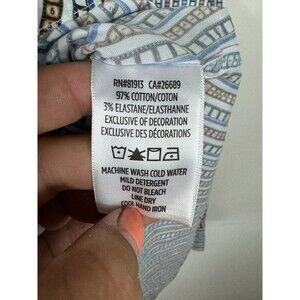 RN#81913 CA#26689
97% COTTON/COTON
3% ELASTANE/ELASTHANNE
EXCLUSIVE OF DECORATION
EXCLUSIVE DES DÉCORATIONS
MACHINE WASH COLD WATER
MILD DETERGENT
DO NOT BLEACH
LINE DRY
COOL HAND IRON